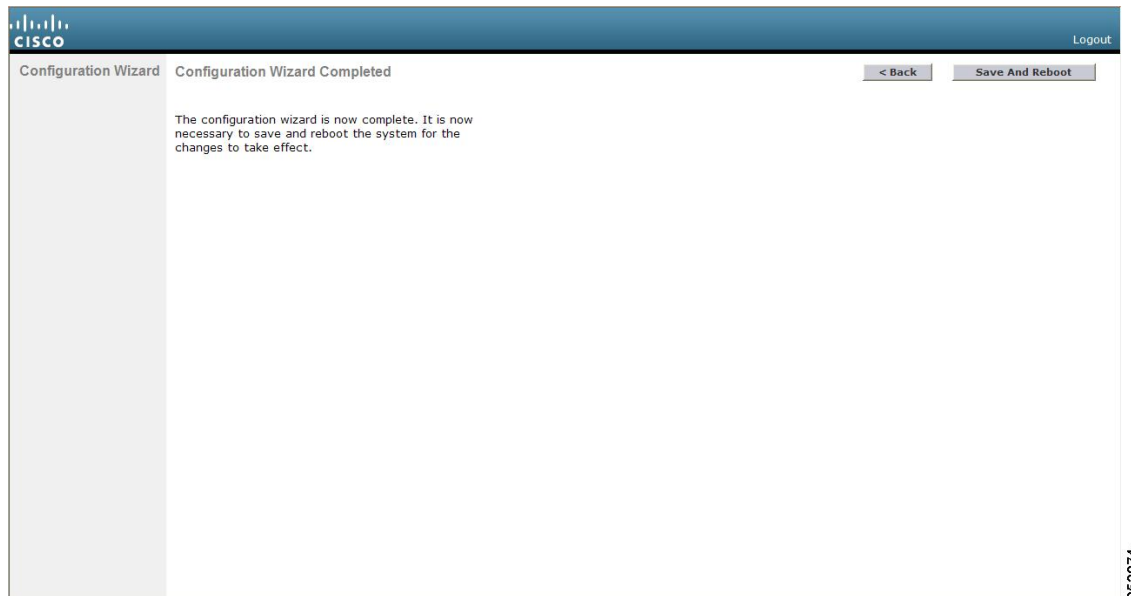 CISCO
Logout
Configuration Wizard
Configuration Wizard Completed
< Back
Save And Reboot
The configuration wizard is now complete. It is now
necessary to save and reboot the system for the
changes to take effect.